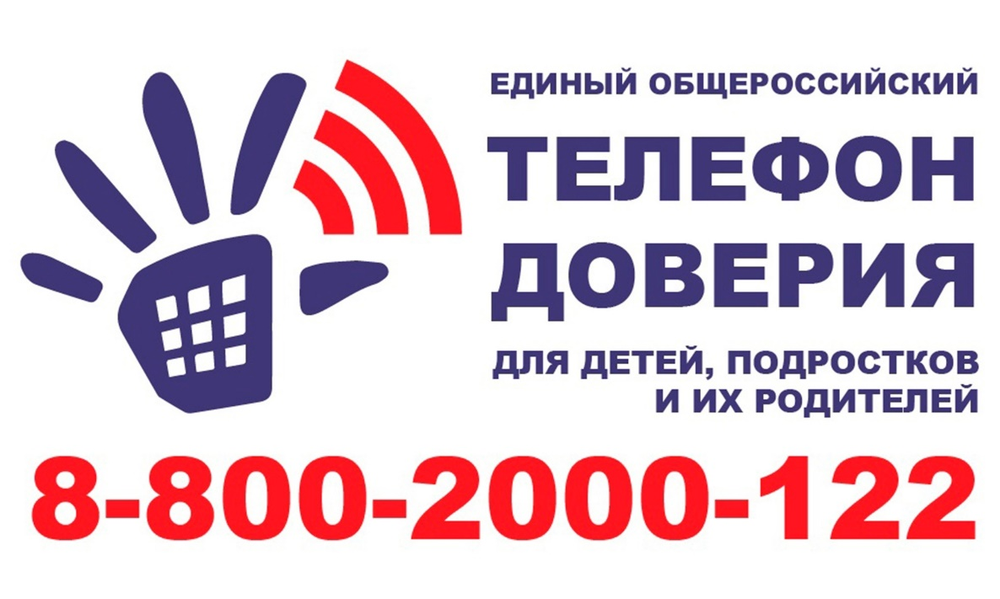 ЕДИНЫЙ ОБЩЕРОССИЙСКИЙ
ТЕЛЕФОН
ДОВЕРИЯ
ДЛЯ ДЕТЕЙ, ПОДРОСТКОВ
И ИХ РОДИТЕЛЕЙ
8-800-2000-122